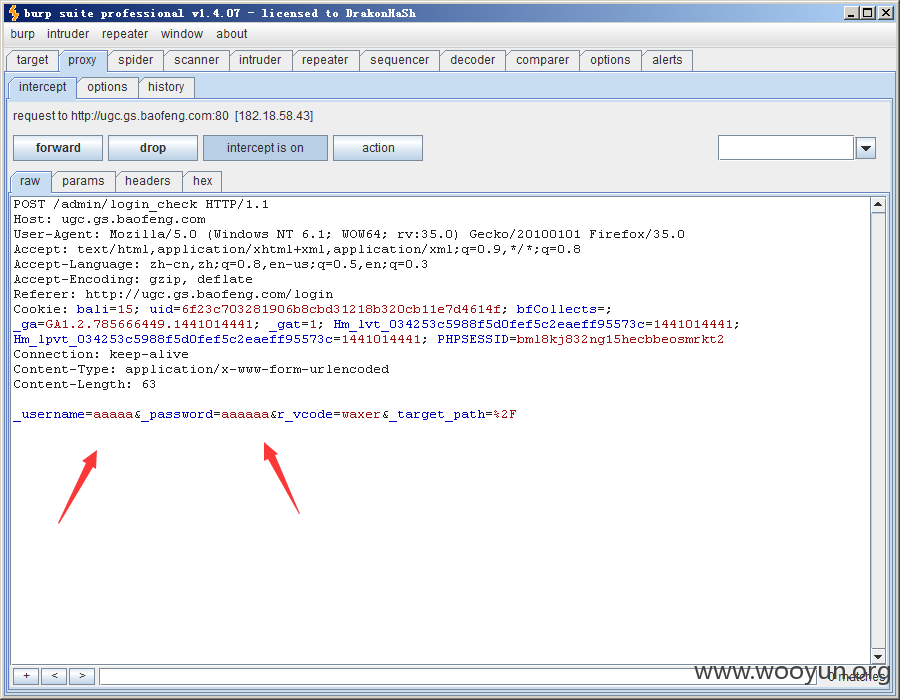 burp suite professional v1.4.07 - licensed to DrakonHaSh
burp intruder repeater window about
target proxy spider scanner intruder repeater sequencer decoder comparer options alerts
intercept options history
request to http://ugc.gs.baofeng.com:80 [182.18.58.43]
forward drop intercept is on action
raw params headers hex
POST /admin/login_check HTTP/1.1
Host: ugc.gs.baofeng.com
User-Agent: Mozilla/5.0 (Windows NT 6.1; WOW64; rv:35.0) Gecko/20100101 Firefox/35.0
Accept: text/html,application/xhtml+xml,application/xml;q=0.9,*/*;q=0.8
Accept-Language: zh-cn,zh;q=0.8,en-us;q=0.5,en;q=0.3
Accept-Encoding: gzip, deflate
Referer: http://ugc.gs.baofeng.com/login
Cookie: bali=15; uid=6f23c703281906b8cbd31218b320cb11e7d4614f; bfCollects=;
_ga=GA1.2.785666449.1441014441; _gat=1; Hm_lvt_034253c5988f5d0fef5c2eaeff95573c=1441014441;
Hm_lpvt_034253c5988f5d0fef5c2eaeff95573c=1441014441; PHPSESSID=bml8kj832ng15hecbbeosmrkt2
Connection: keep-alive
Content-Type: application/x-www-form-urlencoded
Content-Length: 63
_username=aaaaa&_password=aaaaaa&r_vcode=waxer&_target_path=%2F
+ < > 0 matches
www.wooyun.org